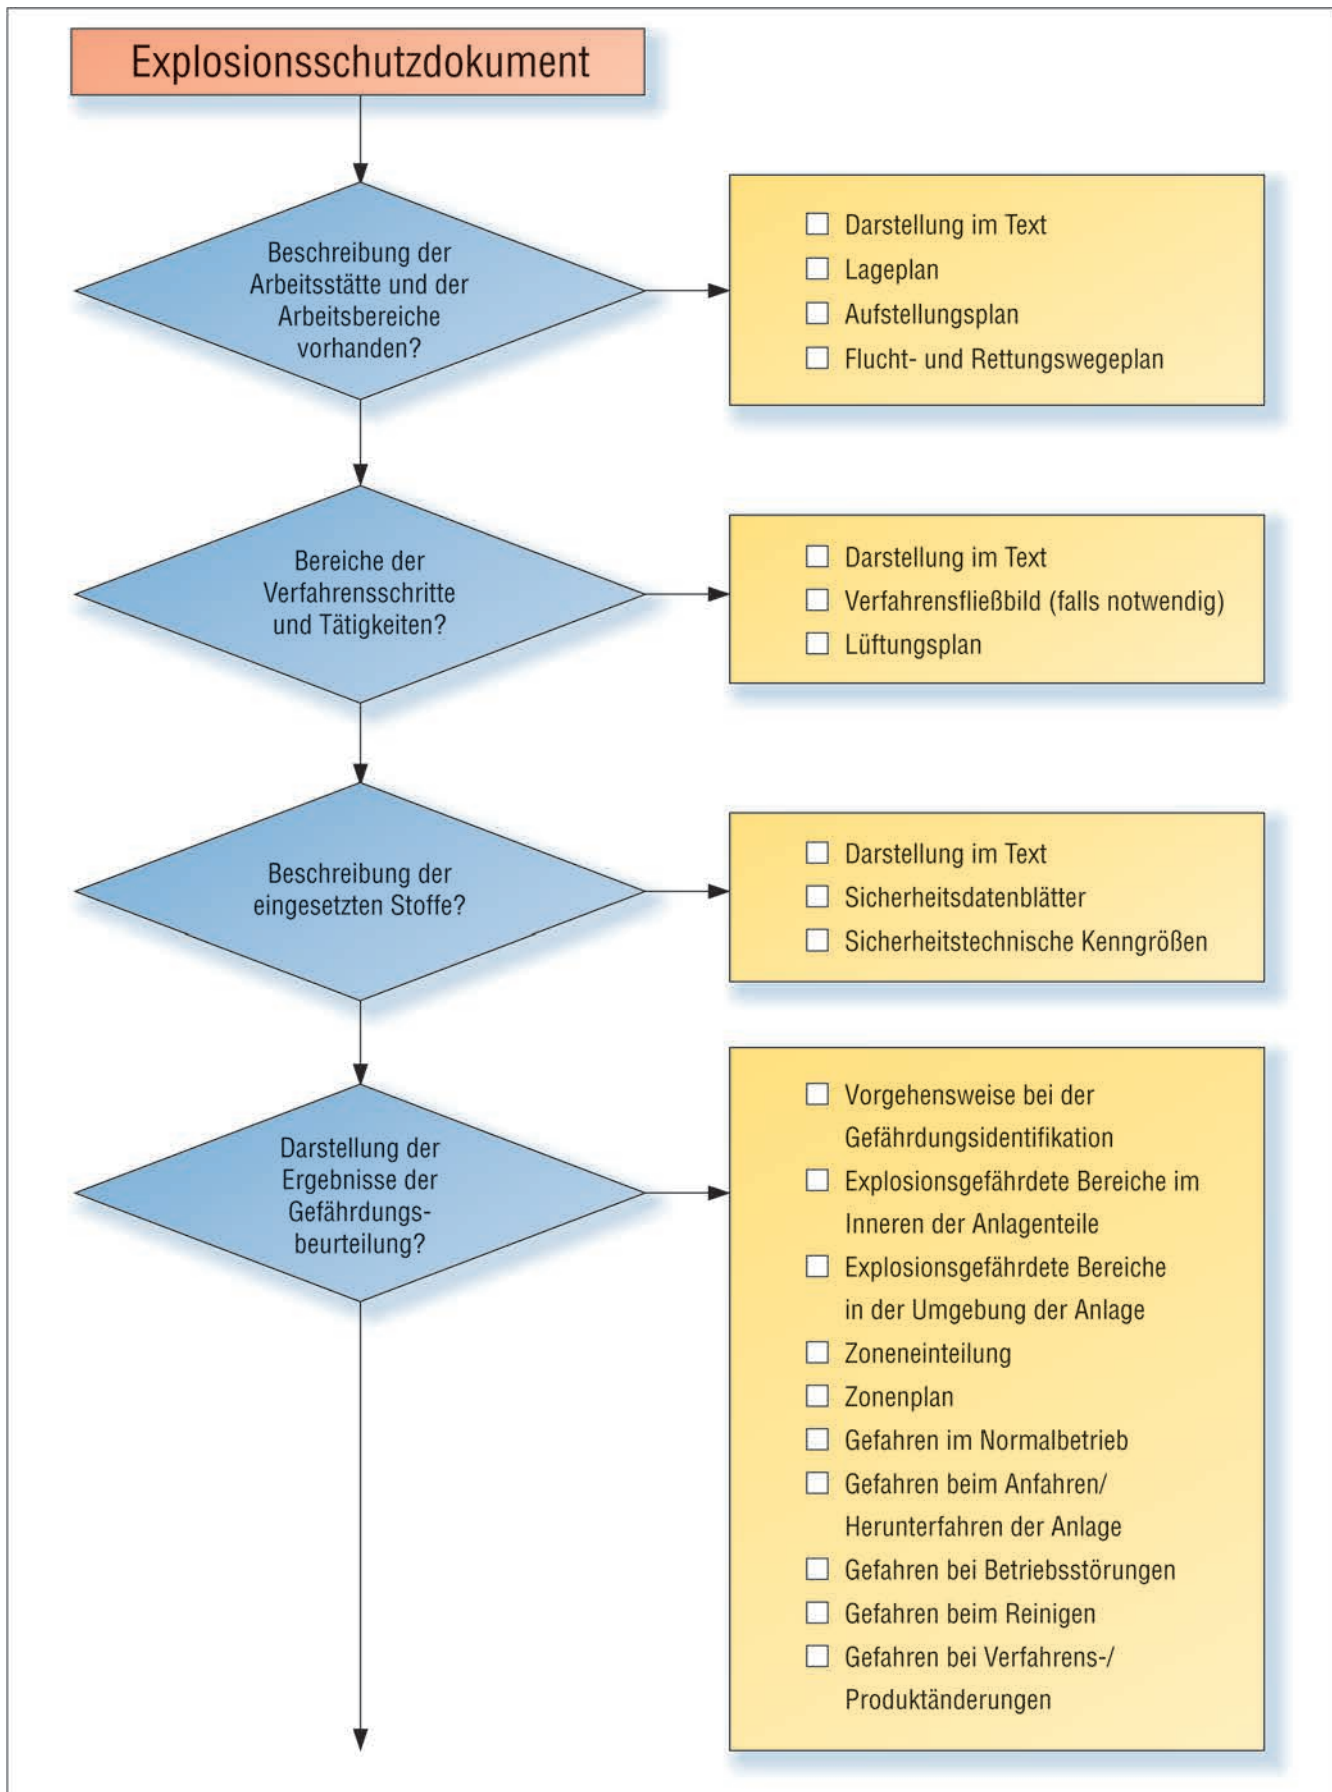 Explosionsschutzdokument
Beschreibung der
Arbeitsstätte und der
Arbeitsbereiche
vorhanden?
Darstellung im Text
Lageplan
Aufstellungsplan
Flucht- und Rettungswegeplan
Bereiche der
Verfahrensschritte
und Tätigkeiten?
Darstellung im Text
Verfahrensfließbild (falls notwendig)
Lüftungsplan
Beschreibung der
eingesetzten Stoffe?
Darstellung im Text
Sicherheitsdatenblätter
Sicherheitstechnische Kenngrößen
Darstellung der
Ergebnisse der
Gefährdungs-
beurteilung?
Vorgehensweise bei der
Gefährdungsidentifikation
Explosionsgefährdete Bereiche im
Inneren der Anlagenteile
Explosionsgefährdete Bereiche
in der Umgebung der Anlage
Zoneneinteilung
Zonenplan
Gefahren im Normalbetrieb
Gefahren beim Anfahren/
Herunterfahren der Anlage
Gefahren bei Betriebsstörungen
Gefahren beim Reinigen
Gefahren bei Verfahrens-/
Produktänderungen